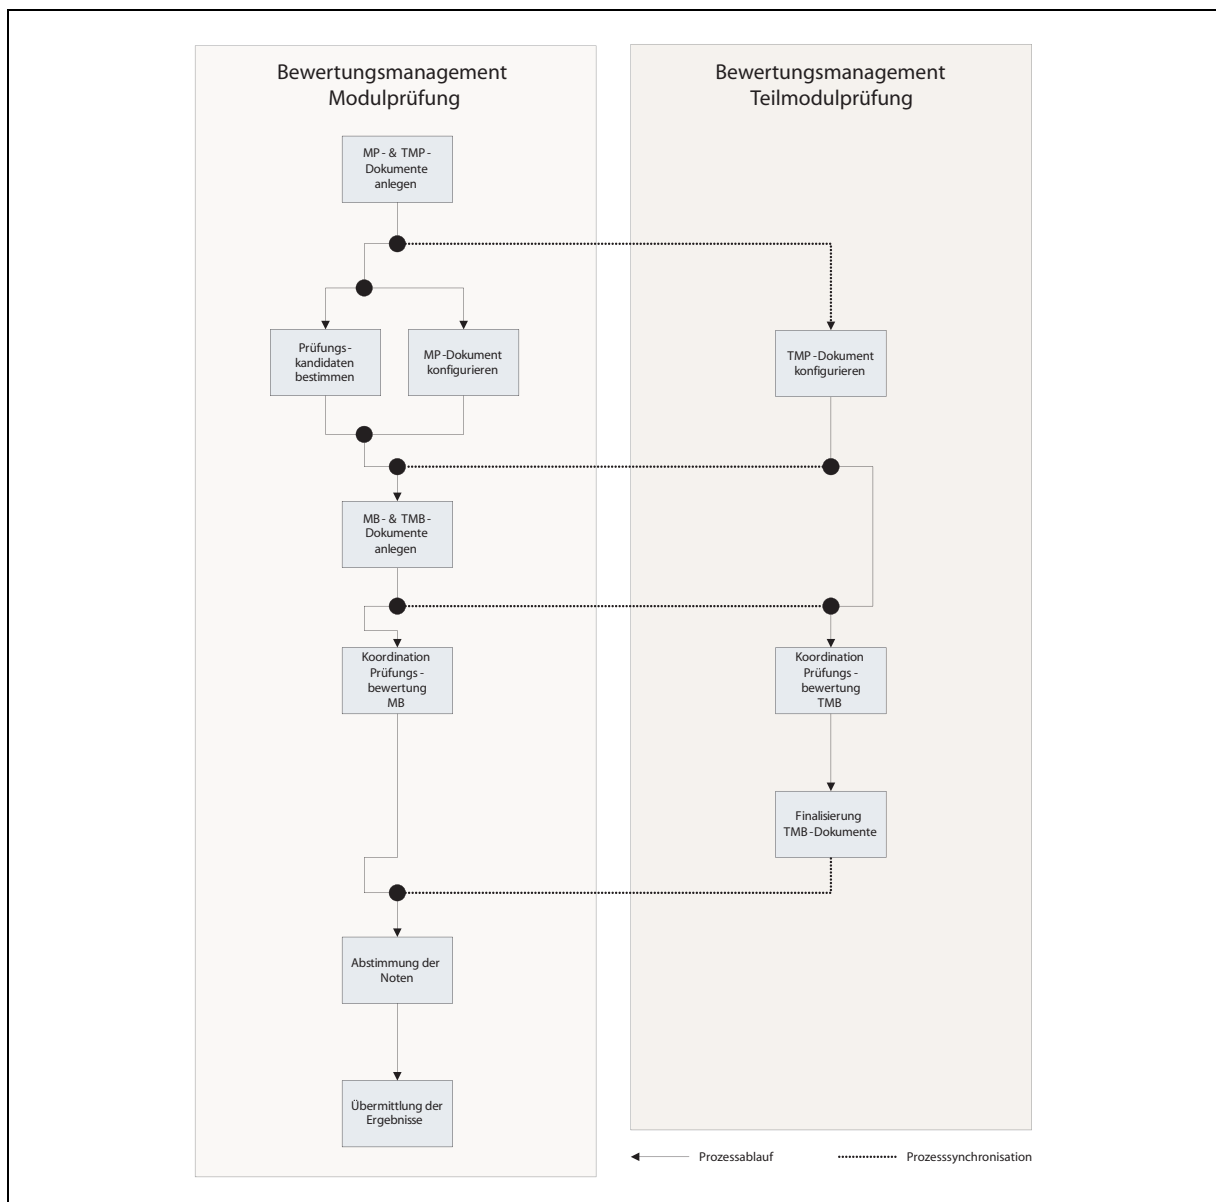 Bewertungsmanagement
Modulprüfung
Bewertungsmanagement
Teilmodulprüfung
MP- & TMP-
Dokumente
anlegen
Prüfungs-
kandidaten
bestimmen
MP-Dokument
konfigurieren
TMP-Dokument
konfigurieren
MB- & TMB-
Dokumente
anlegen
Koordination
Prüfungs-
bewertung
MB
Koordination
Prüfungs-
bewertung
TMB
Finalisierung
TMB-Dokumente
Abstimmung der
Noten
Übermittlung der
Ergebnisse
Prozessablauf
Prozesssynchronisation